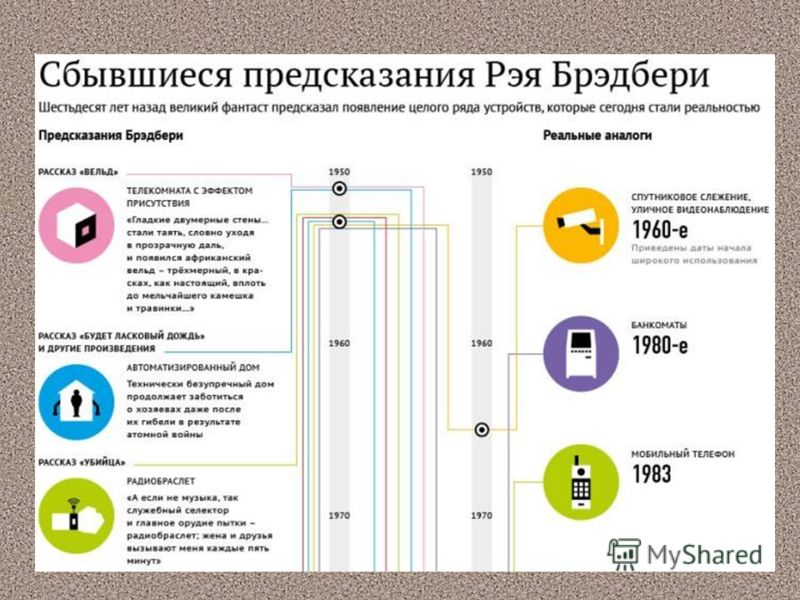 Сбывшиеся предсказания Рэя Брэдбери
Шестьдесят лет назад великий фантаст предсказал появление целого ряда устройств, которые сегодня стали реальностью
Предсказания Брэдбери
Реальные аналоги
РАССКАЗ «ВЕЛЬД»
1950
1950
ТЕЛЕКОМНАТА С ЭФФЕКТОМ
ПРИСУТСТВИЯ
«Гладкие двумерные стены...
стали таять, словно уходя
в прозрачную даль,
и появился африканский
вельд – трёхмерный, в кра-
сках, как настоящий, вплоть
до мельчайшего камешка
и травинки...»
СПУТНИКОВОЕ СЛЕЖЕНИЕ,
УЛИЧНОЕ ВИДЕОНАБЛЮДЕНИЕ
1960-е
Приведены даты начала
широкого использования
РАССКАЗ «БУДЕТ ЛАСКОВЫЙ ДОЖДЬ»
И ДРУГИЕ ПРОИЗВЕДЕНИЯ
1960
1960
БАНКОМАТЫ
1980-е
АВТОМАТИЗИРОВАННЫЙ ДОМ
Технически безупречный дом
продолжает заботиться
о хозяевах даже после
их гибели в результате
атомной войны
РАССКАЗ «УБИЙЦА»
МОБИЛЬНЫЙ ТЕЛЕФОН
1983
РАДИОБРАСЛЕТ
«А если не музыка, так
служебный селектор
и главное орудие пытки –
радиобраслет; жена и друзья
вызывают меня каждые пять
минут»
1970
1970
MyShared